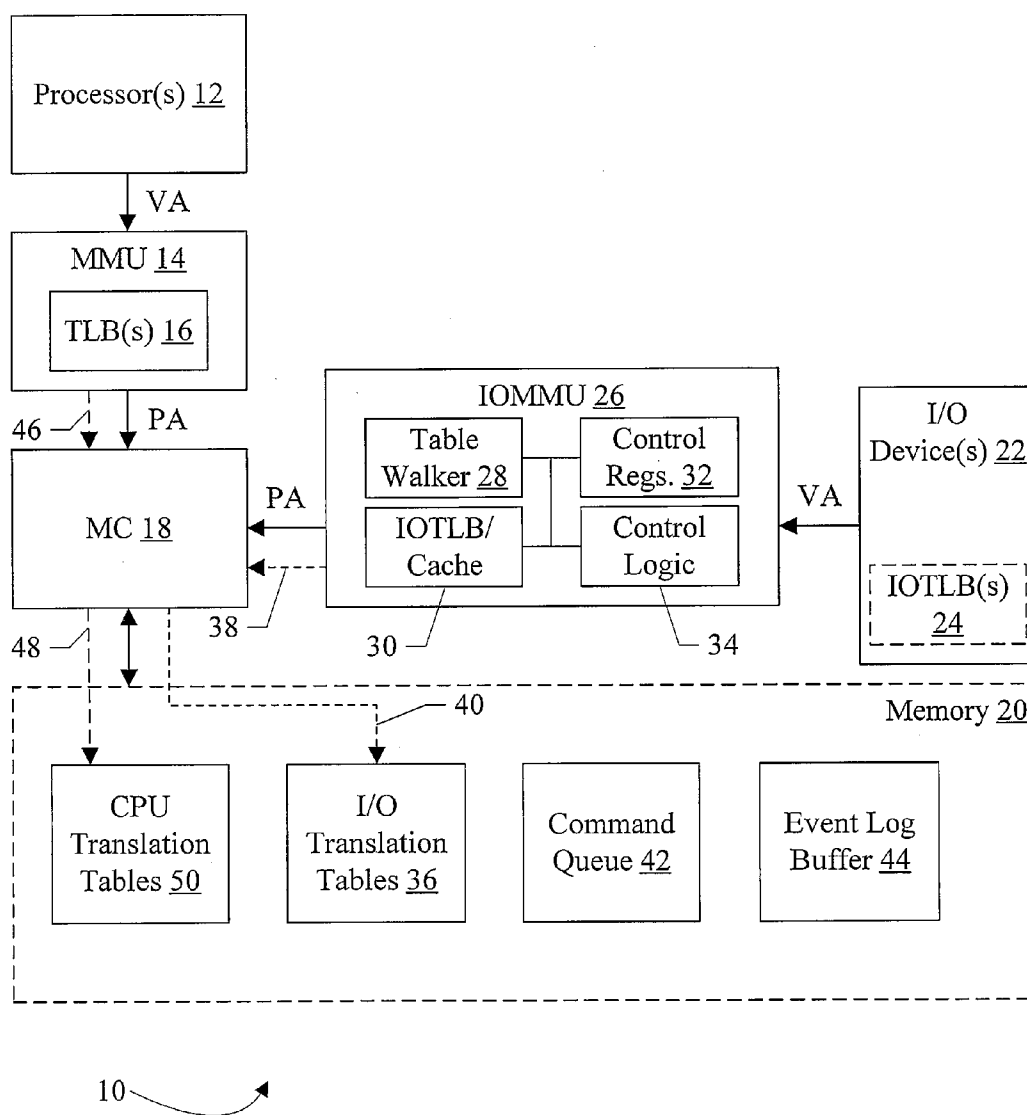 Processor(s) 12
VA
MMU 14
TLB(s) 16
46
PA
MC 18
IOMMU 26
Table
Walker 28
Control
Regs. 32
IOTLB/
Cache
Control
Logic
PA
38
30
34
VA
I/O
Device(s) 22
IOTLB(s)
24
48
40
Memory 20
CPU
Translation
Tables 50
I/O
Translation
Tables 36
Command
Queue 42
Event Log
Buffer 44
10